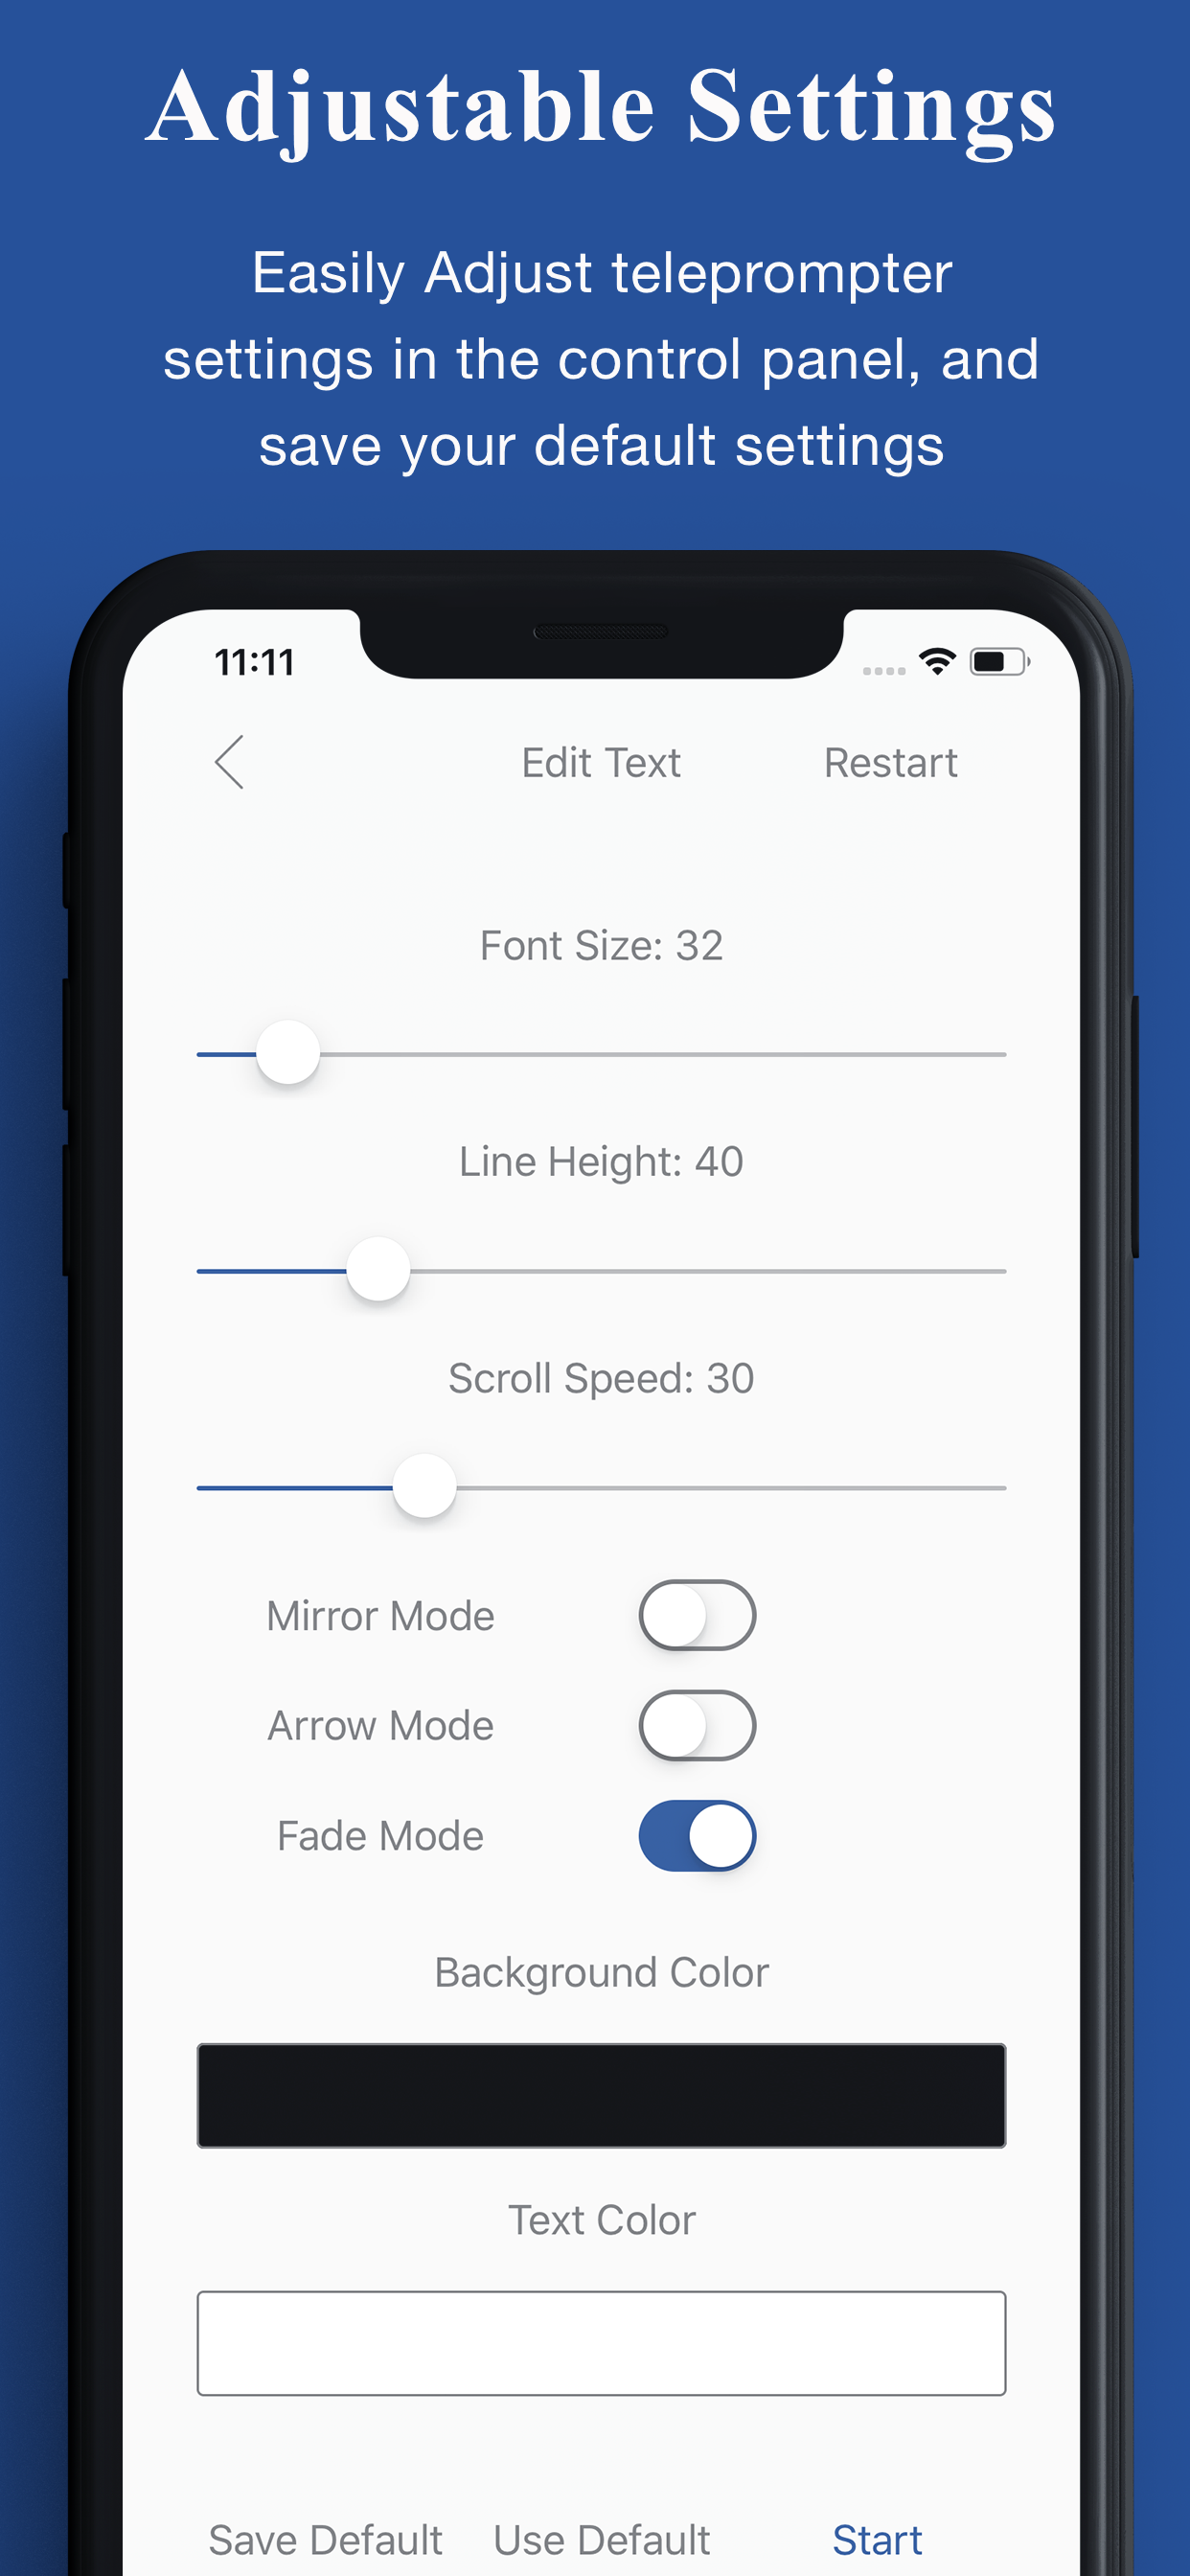 Adjustable Settings
Easily Adjust teleprompter
settings in the control panel, and
save your default settings
11:11
Edit Text Restart
Font Size: 32
Line Height: 40
Scroll Speed: 30
Mirror Mode
Arrow Mode
Fade Mode
Background Color
Text Color
Save Default Use Default Start